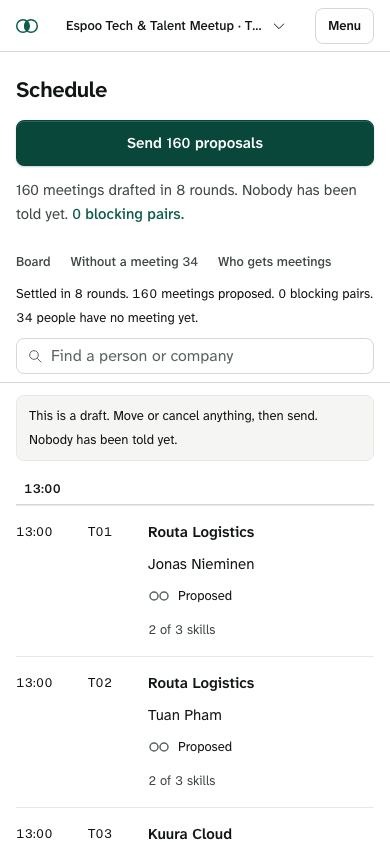 Espoo Tech & Talent Meetup · T...
Menu
Schedule
Send 160 proposals
160 meetings drafted in 8 rounds. Nobody has been
told yet. 0 blocking pairs.
Board
Without a meeting 34
Who gets meetings
Settled in 8 rounds. 160 meetings proposed. 0 blocking pairs.
34 people have no meeting yet.
Find a person or company
This is a draft. Move or cancel anything, then send.
Nobody has been told yet.
13:00
13:00 T01 Routa Logistics
Jonas Nieminen
Proposed
2 of 3 skills
13:00 T02 Routa Logistics
Tuan Pham
Proposed
2 of 3 skills
13:00 T03 Kuura Cloud